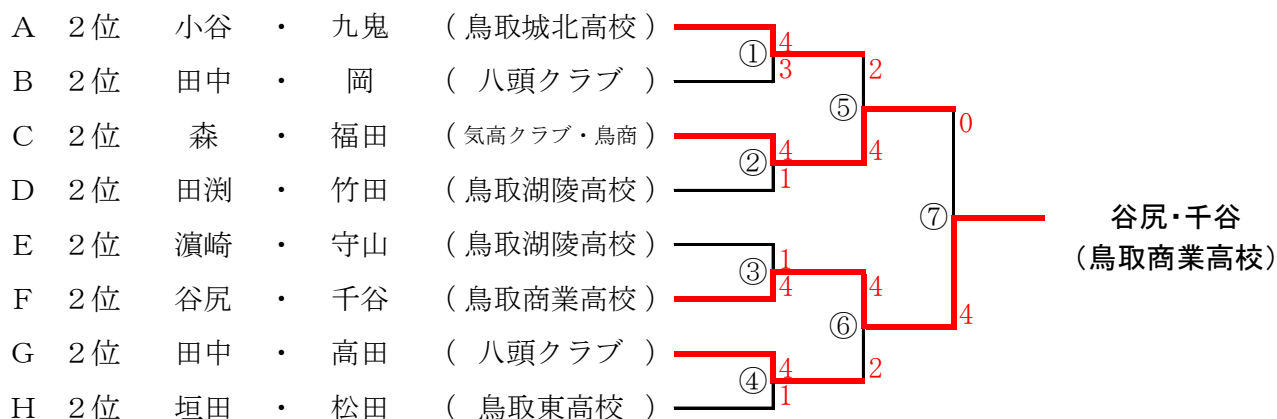 A 2位 小谷 ・ 九鬼 (鳥取城北高校)
4
①
3
B 2位 田中 ・ 岡 ( 八頭クラブ )
2
⑤
4
C 2位 森 ・ 福田 (気高クラブ・鳥商)
4
②
1
D 2位 田渕 ・ 竹田 (鳥取湖陵高校)
0
⑦
4
谷尻・千谷
(鳥取商業高校)
E 2位 濵崎 ・ 守山 (鳥取湖陵高校)
1
③
4
F 2位 谷尻 ・ 千谷 (鳥取商業高校)
4
⑥
2
G 2位 田中 ・ 高田 ( 八頭クラブ )
4
④
1
H 2位 垣田 ・ 松田 ( 鳥取東高校 )